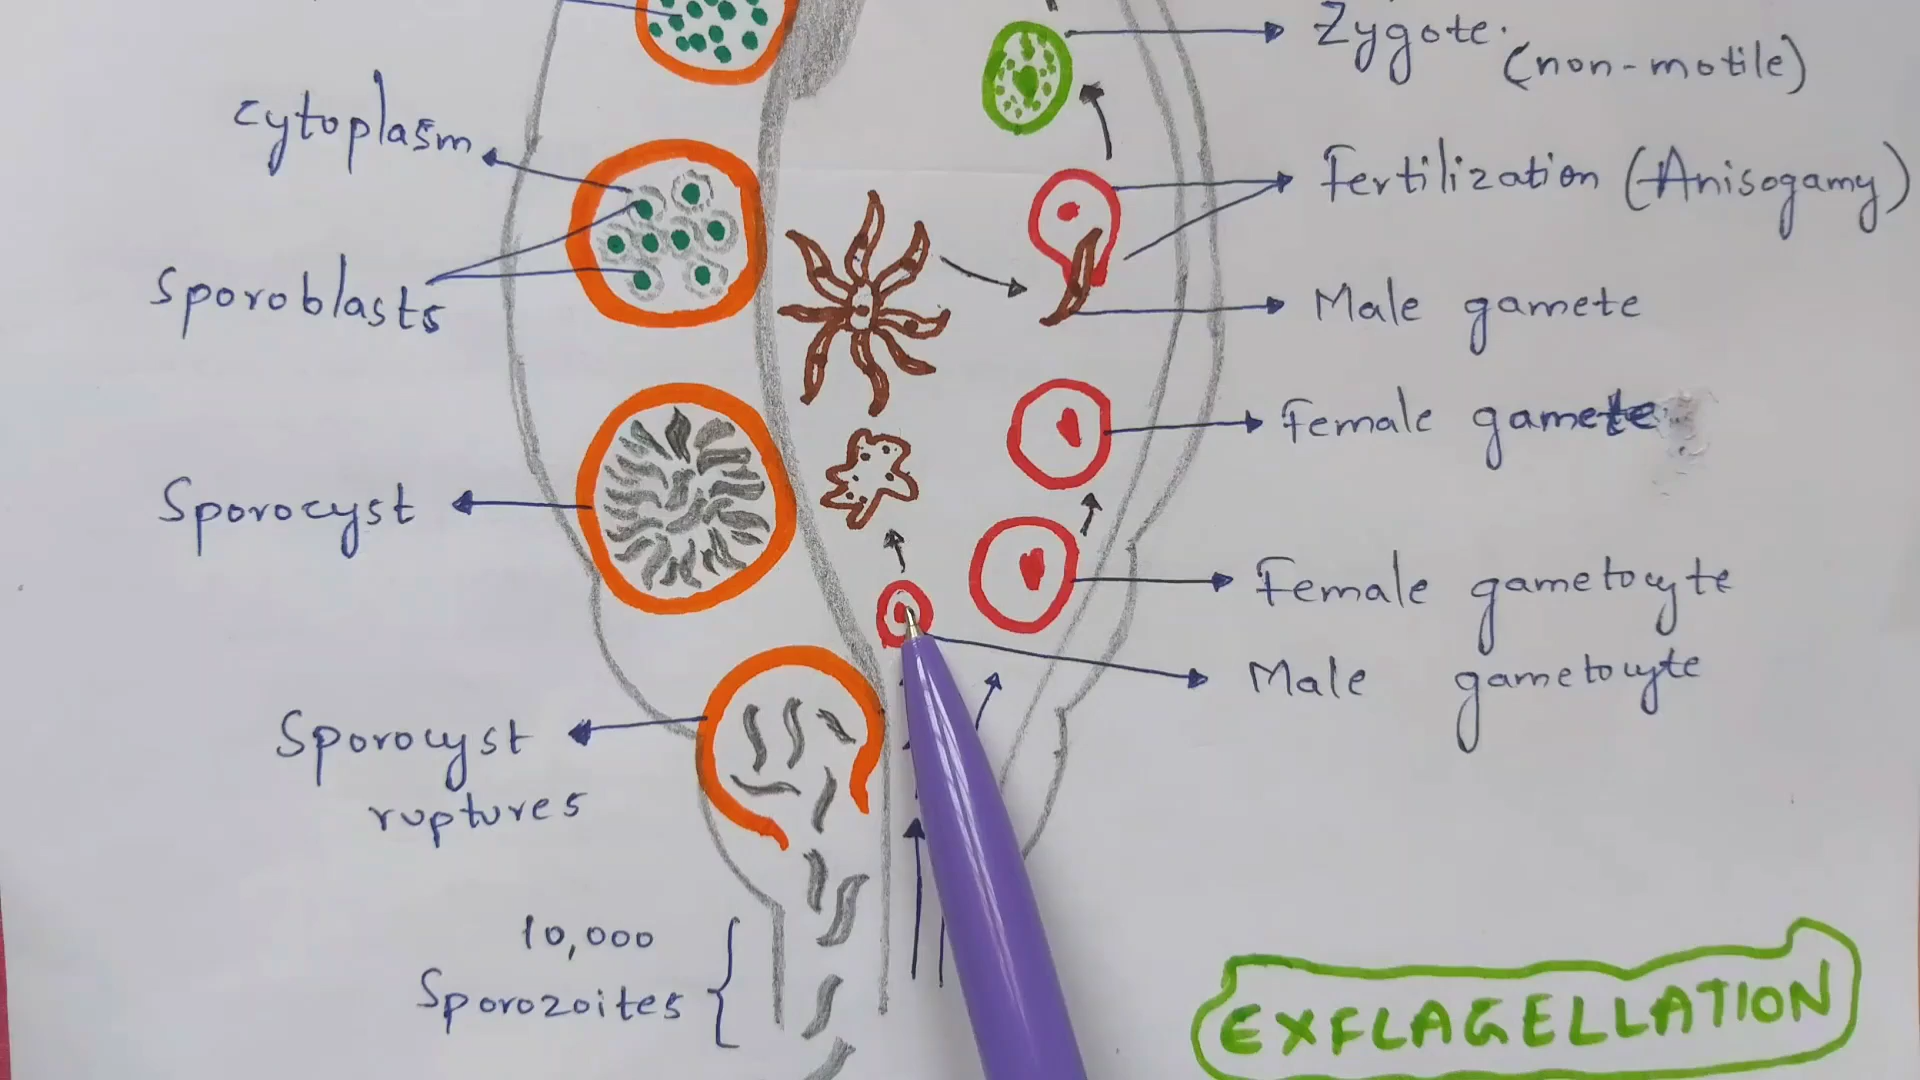 Zygote.
(non-motile)
cytoplasm
Fertilization (Anisogamy)
Sporoblasts
Male gamete
Female gamete
Sporocyst
Female gametocyte
Male gametocyte
Sporocyst
ruptures
10,000
Sporozoites
EXFLAGELLATION